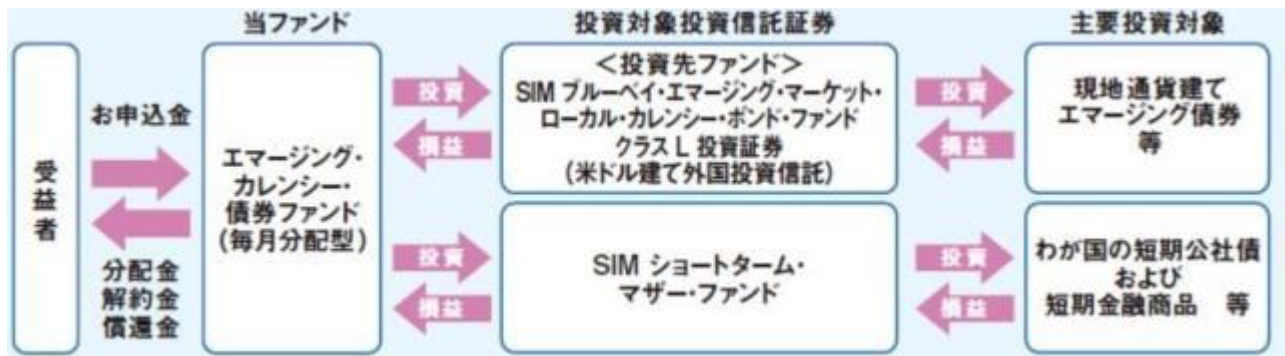 当ファンド
投資対象投資信託証券
主要投資対象
受益者
お申込金
分配金
解約金
償還金
エマージング・
カレンシー・
債券ファンド
(毎月分配型)
投資
損益
<投資先ファンド>
SIM ブルーベイ・エマージング・マーケット・
ローカル・カレンシー・ボンド・ファンド
クラス L 投資証券
(米ドル建て外国投資信託)
投資
損益
現地通貨建て
エマージング債券
等
投資
損益
SIM ショートターム・
マザー・ファンド
投資
損益
わが国の短期公社債
および
短期金融商品 等